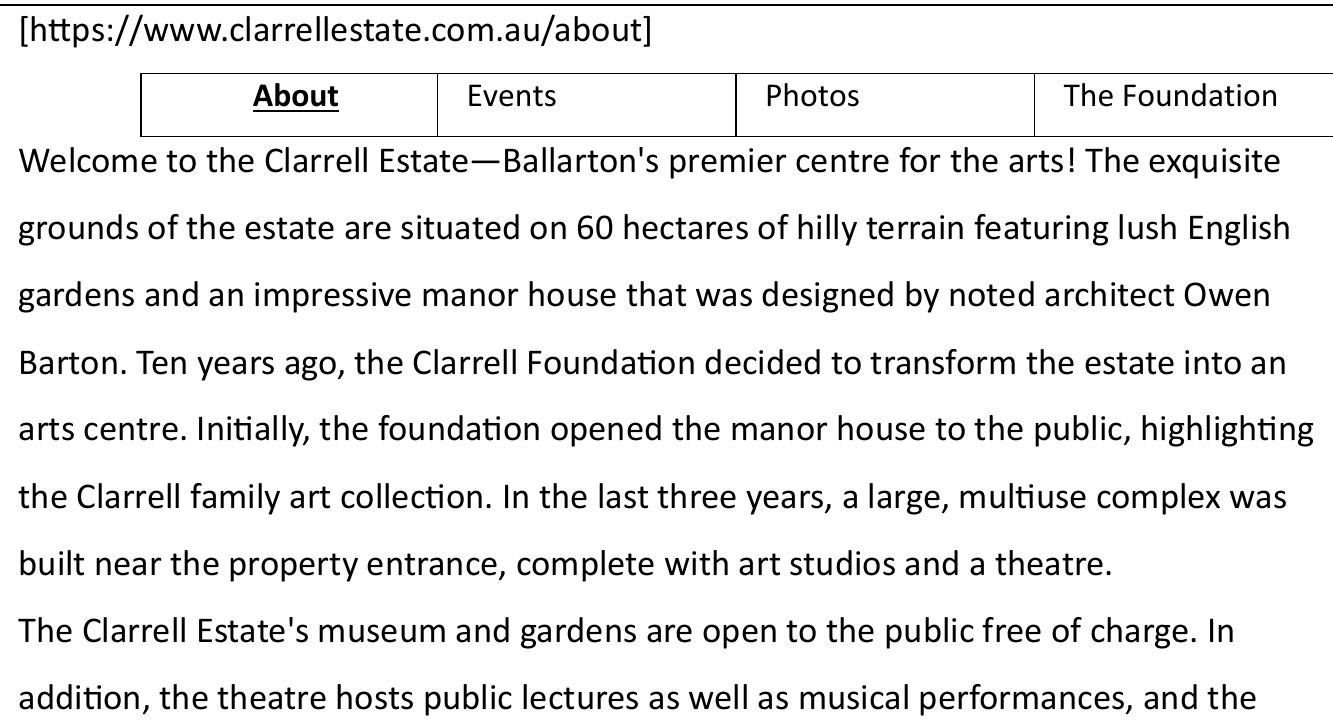 [https://www.clarrellestate.com.au/about]
About Events Photos The Foundation
Welcome to the Clarrell Estate—Ballarton's premier centre for the arts! The exquisite
grounds of the estate are situated on 60 hectares of hilly terrain featuring lush English
gardens and an impressive manor house that was designed by noted architect Owen
Barton. Ten years ago, the Clarrell Foundation decided to transform the estate into an
arts centre. Initially, the foundation opened the manor house to the public, highlighting
the Clarrell family art collection. In the last three years, a large, multiuse complex was
built near the property entrance, complete with art studios and a theatre.
The Clarrell Estate's museum and gardens are open to the public free of charge. In
addition, the theatre hosts public lectures as well as musical performances, and the